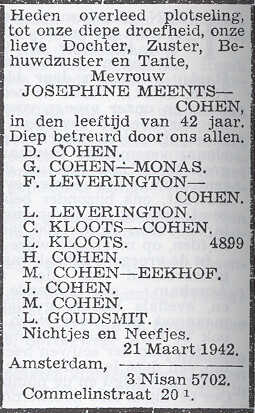 Heden overleed plotseling,
tot onze diepe droefheid, onze
lieve Dochter, Zuster, Be-
huwdzuster en Tante,
Mevrouw
JOSEPHINE MEENTS—
COHEN—
in den leeftijd van 42 jaar.
Diep betreurd door ons allen.
D. COHEN.
G. COHEN—MONAS.
F. LEVERINGTON—
COHEN.
L. LEVERINGTON.
C. KLOOTS—COHEN.
L. KLOOTS. 4899
H. COHEN.
M. COHEN—EEKHOF.
J. COHEN.
M. COHEN.
L. GOUDSMIT.
Nichtjes en Neefjes.
21 Maart 1942.
Amsterdam,
3 Nisan 5702.
Commelinstraat 20 ¹.